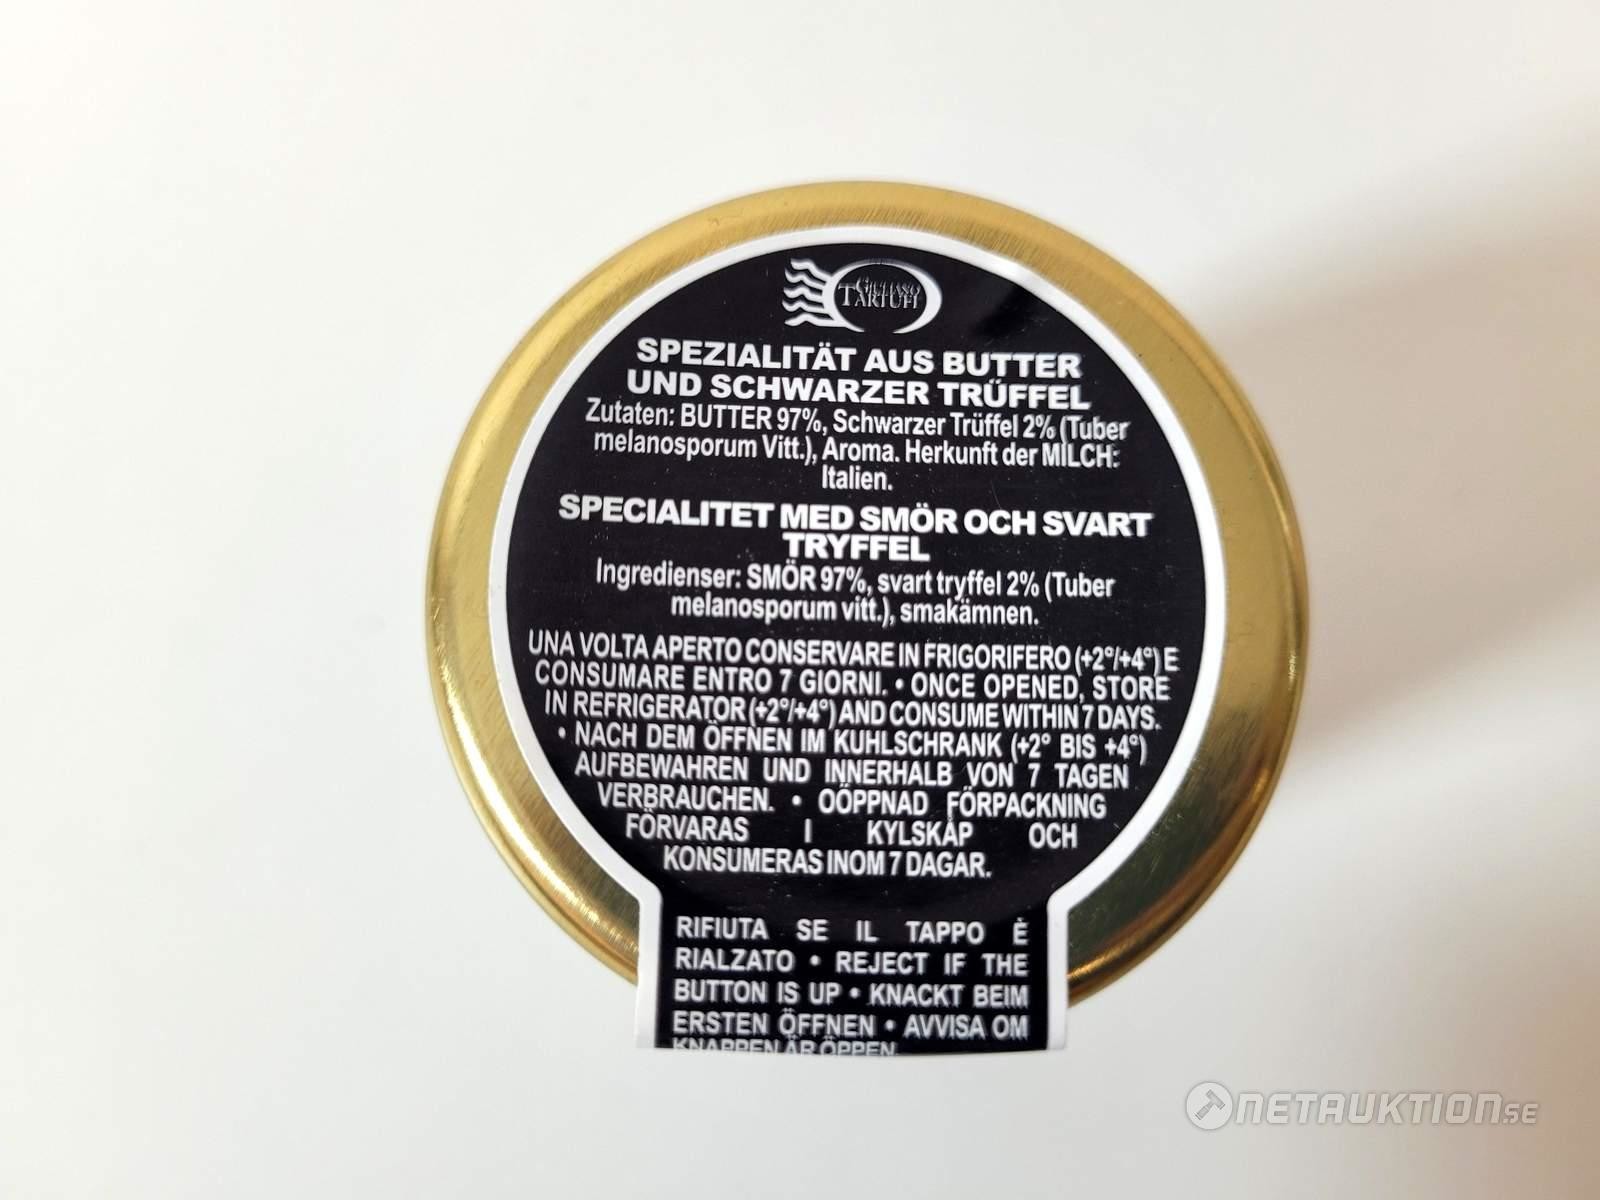 GIULIANO
TARTUFI
SPEZIALITÄT AUS BUTTER
UND SCHWARZER TRÜFFEL
Zutaten: BUTTER 97%, Schwarzer Trüffel 2% (Tuber
melanosporum Vitt.), Aroma. Herkunft der MILCH:
Italien.
SPECIALITET MED SMÖR OCH SVART
TRYFFEL
Ingredienser: SMÖR 97%, svart tryffel 2% (Tuber
melanosporum vitt.), smakämnen.
UNA VOLTA APERTO CONSERVARE IN FRIGORIFERO (+2°/+4°) E
CONSUMARE ENTRO 7 GIORNI. • ONCE OPENED, STORE
IN REFRIGERATOR (+2°/+4°) AND CONSUME WITHIN 7 DAYS.
• NACH DEM ÖFFNEN IM KUHLSCHRANK (+2° BIS +4°)
AUFBEWAHREN UND INNERHALB VON 7 TAGEN
VERBRAUCHEN. • OÖPPNAD FÖRPACKNING
FÖRVARAS I KYLSKÅP OCH
KONSUMERAS INOM 7 DAGAR.
RIFIUTA SE IL TAPPO È
RIALZATO • REJECT IF THE
BUTTON IS UP • KNACKT BEIM
ERSTEN ÖFFNEN • AVVISA OM
KNAPPEN ÄR ÖPPEN
NETAUKTION.SE